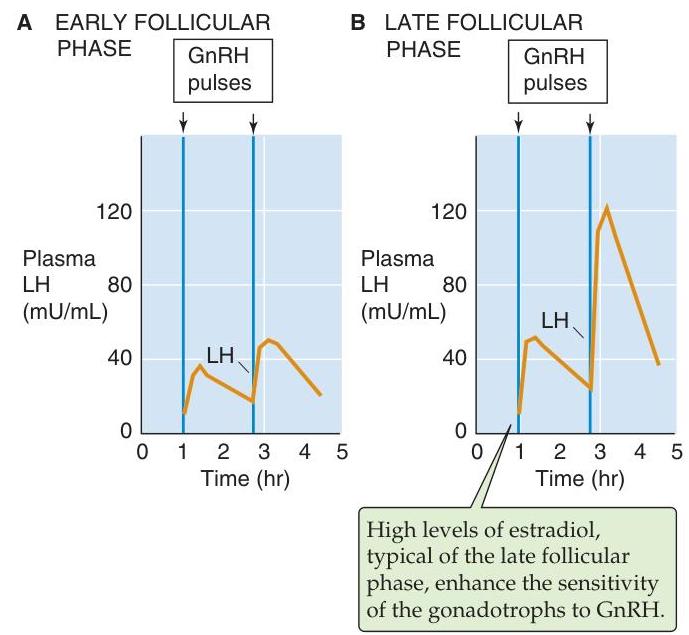 A EARLY FOLLICULAR
PHASE
GnRH
pulses
120
80
40
0
Plasma
LH
(mU/mL)
LH
0 1 2 3 4 5
Time (hr)
B LATE FOLLICULAR
PHASE
GnRH
pulses
120
80
40
0
Plasma
LH
(mU/mL)
LH
0 1 2 3 4 5
Time (hr)
High levels of estradiol,
typical of the late follicular
phase, enhance the sensitivity
of the gonadotrophs to GnRH.